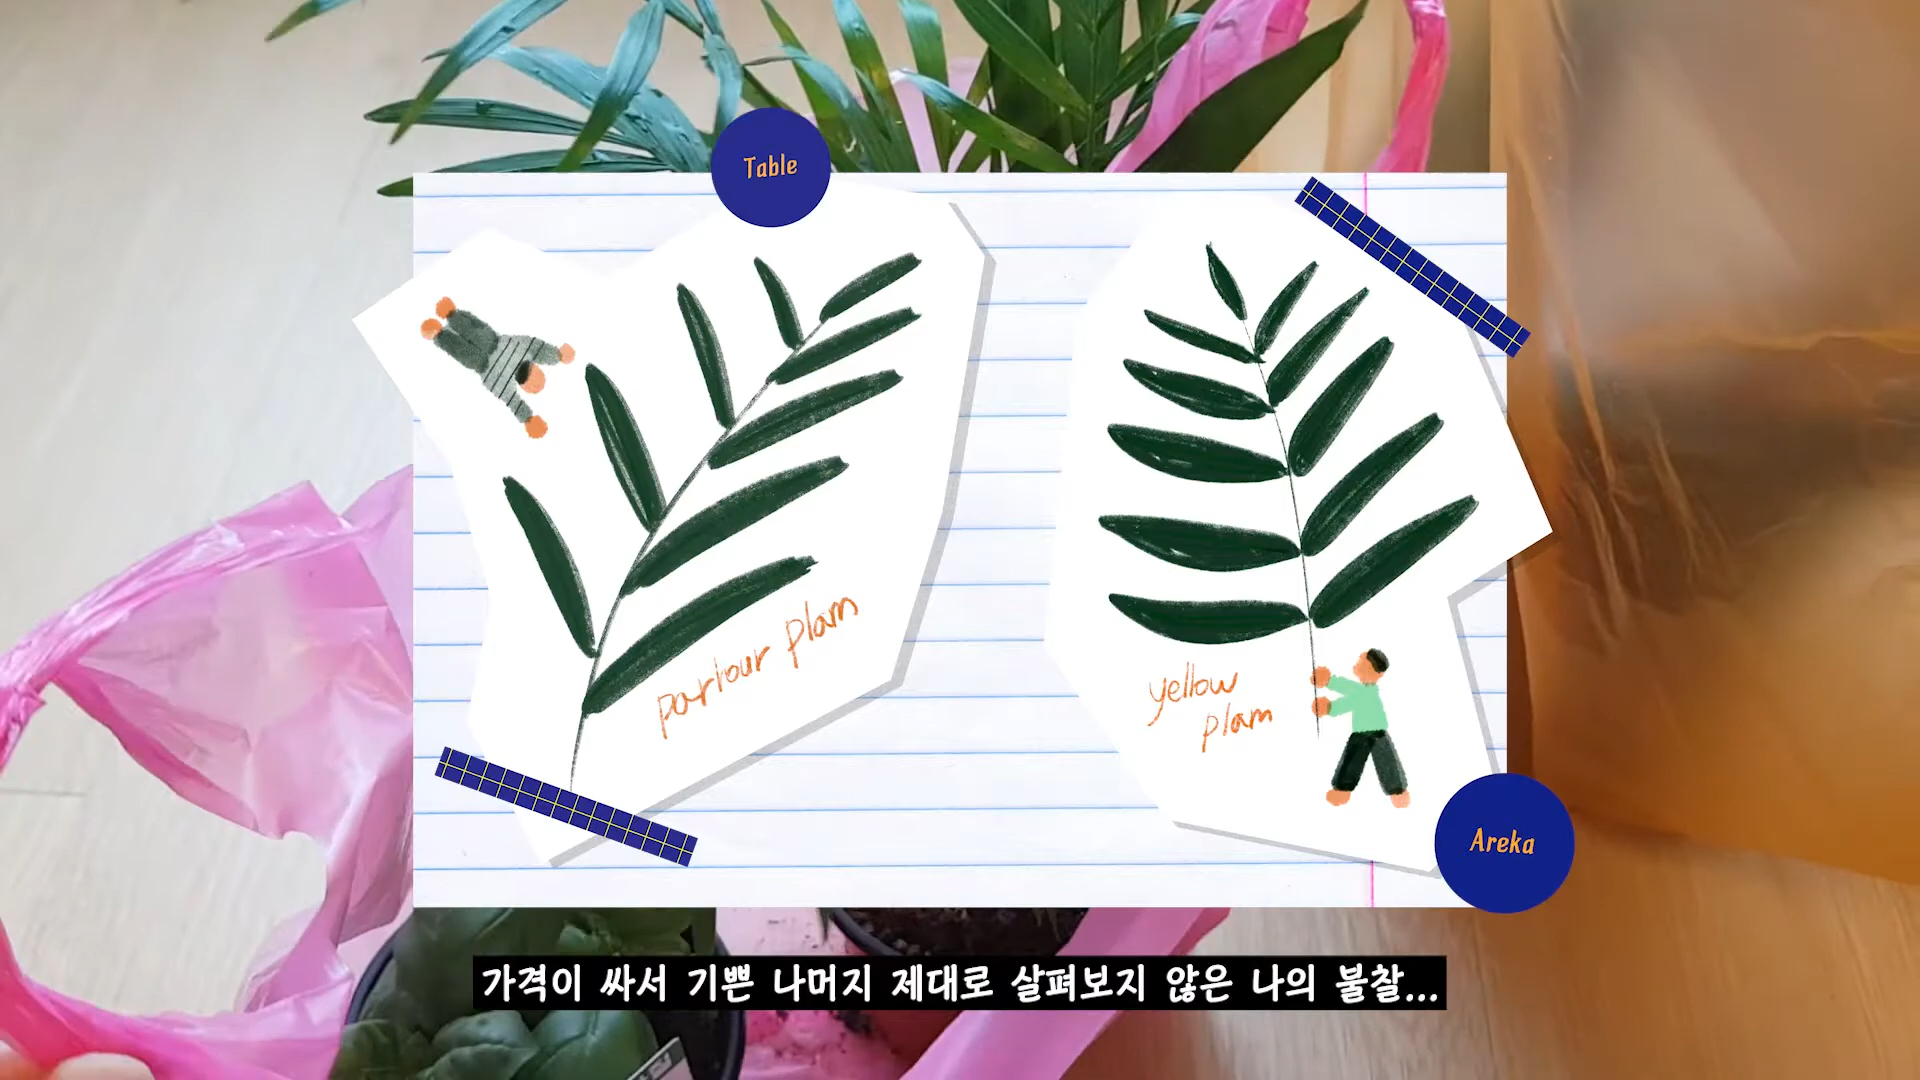 Table
parlour plam
yellow
plam
Areka
가격이 싸서 기쁜 나머지 제대로 살펴보지 않은 나의 불찰...